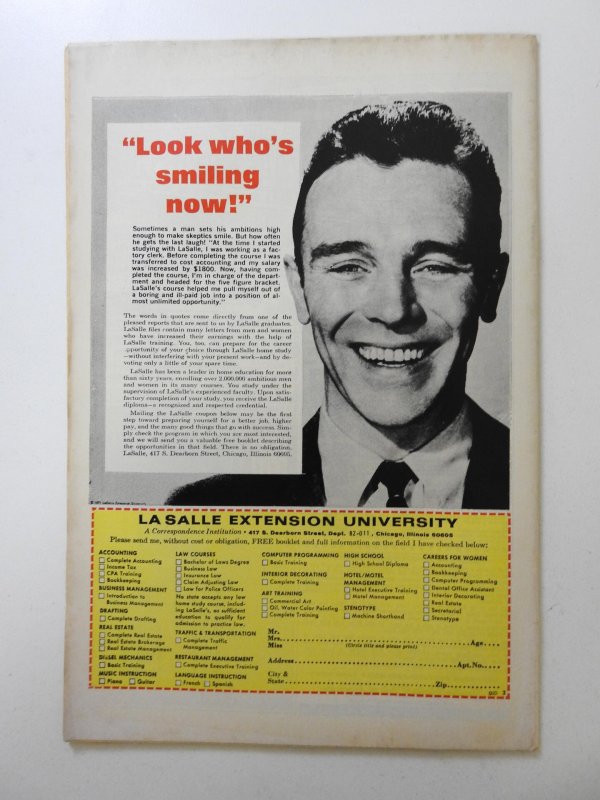 “Look who's
smiling
now!”
Sometimes a man sets his ambitions high
enough to make skeptics smile. But how often
he gets the last laugh! “At the time I started
studying with LaSalle, I was working as a fac-
tory clerk. Before completing the course I was
transferred to cost accounting and my salary
was increased by $1800. Now, having com-
pleted the course, I'm in charge of the depart-
ment and headed for the five figure bracket.
LaSalle's course helped me pull myself out of
a boring and ill-paid job into a position of al-
most unlimited opportunity.”
The words in quotes come directly from one of the
pleased reports that are sent to us by LaSalle graduates.
LaSalle files contain many letters from men and women
who have increased their earnings with the help of
LaSalle training. You, too, can prepare for the career
opportunity of your choice through LaSalle home study
—without interfering with your present work—and by de-
voting only a little of your spare time.
LaSalle has been a leader in home education for more
than sixty years, enrolling over 2,000,000 ambitious men
and women in its many courses. You study under the
supervision of LaSalle's experienced faculty. Upon satis-
factory completion of your study, you receive the LaSalle
diploma—a recognized and respected credential.
Mailing the LaSalle coupon below may be the first
step toward preparing yourself for a better job, higher
pay, and the many good things that go with success. Sim-
ply check the program in which you are most interested,
and we will send you a valuable free booklet describing
the opportunities in that field. There is no obligation.
LaSalle, 417 S. Dearborn Street, Chicago, Illinois 60605.
LaSalle Extension University
LA SALLE EXTENSION UNIVERSITY
A Correspondence Institution • 417 S. Dearborn Street, Dept. 82-011, Chicago, Illinois 60605
Please send me, without cost or obligation, FREE booklet and full information on the field I have checked below:
ACCOUNTING
Complete Accounting
Income Tax
CPA Training
Bookkeeping
BUSINESS MANAGEMENT
Introduction to
Business Management
DRAFTING
Complete Drafting
REAL ESTATE
Complete Real Estate
Real Estate Brokerage
Real Estate Management
DIESEL MECHANICS
Basic Training
MUSIC INSTRUCTION
Piano Guitar
LAW COURSES
Bachelor of Laws Degree
Business Law
Insurance Law
Claim Adjusting Law
Law for Police Officers
No state accepts any law
home study course, includ-
ing LaSalle's, as sufficient
education to qualify for
admission to practice law.
TRAFFIC & TRANSPORTATION
Complete Traffic
Management
RESTAURANT MANAGEMENT
Complete Executive Training
LANGUAGE INSTRUCTION
French Spanish
COMPUTER PROGRAMMING
Basic Training
INTERIOR DECORATING
Complete Training
ART TRAINING
Commercial Art
Oil, Water Color Painting
Complete Training
HIGH SCHOOL
High School Diploma
HOTEL/MOTEL
MANAGEMENT
Hotel Executive Training
Motel Management
STENOTYPE
Machine Shorthand
CAREERS FOR WOMEN
Accounting
Bookkeeping
Computer Programming
Dental Office Assistant
Interior Decorating
Real Estate
Secretarial
Stenotype
Mr.
Mrs.
Miss (Circle title and please print) Age
Address Apt.No.
City &
State Zip